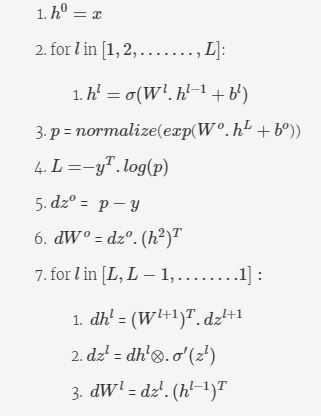 1. h⁰ = x
2. for l in [1, 2, ......., L]:
1. hˡ = σ(Wˡ. hˡ⁻¹ + bˡ)
3. p = normalize(exp(Wᵒ. hᴸ + bᵒ))
4. L =−yᵀ. log(p)
5. dzᵒ = p − y
6. dWᵒ = dzᵒ. (h²)ᵀ
7. for l in [L, L − 1, ........1] :
1. dhˡ = (Wˡ⁺¹)ᵀ. dzˡ⁺¹
2. dzˡ = dhˡ⊗. σ′(zˡ)
3. dWˡ = dzˡ. (hˡ⁻¹)ᵀ